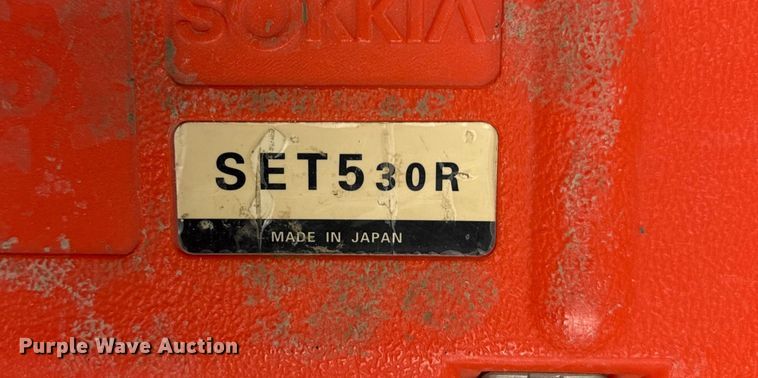 SOKKIA
SET530R
MADE IN JAPAN
Purple Wave Auction